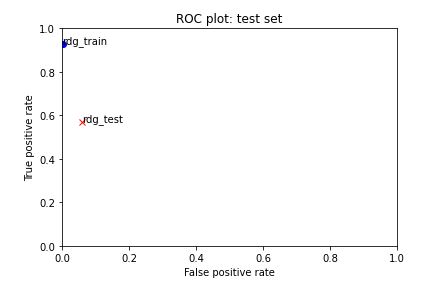 ROC plot: test set
1.0
rdg_train
0.8
0.6
rdg_test
0.4
0.2
0.0
True positive rate
0.0 0.2 0.4 0.6 0.8 1.0
False positive rate